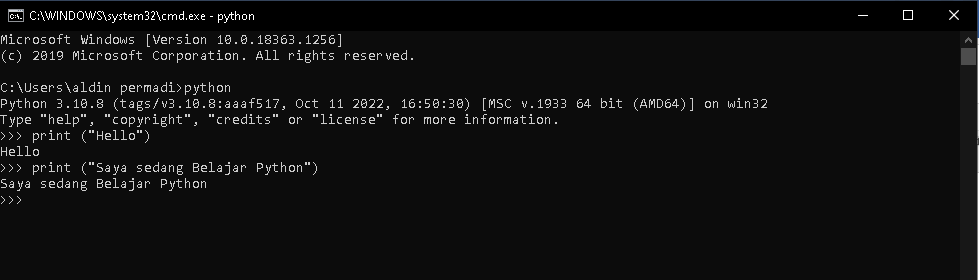 C:\WINDOWS\system32\cmd.exe - python
Microsoft Windows [Version 10.0.18363.1256]
(c) 2019 Microsoft Corporation. All rights reserved.
C:\Users\aldin permadi>python
Python 3.10.8 (tags/v3.10.8:aaaf517, Oct 11 2022, 16:50:30) [MSC v.1933 64 bit (AMD64)] on win32
Type "help", "copyright", "credits" or "license" for more information.
>>> print ("Hello")
Hello
>>> print ("Saya sedang Belajar Python")
Saya sedang Belajar Python
>>>